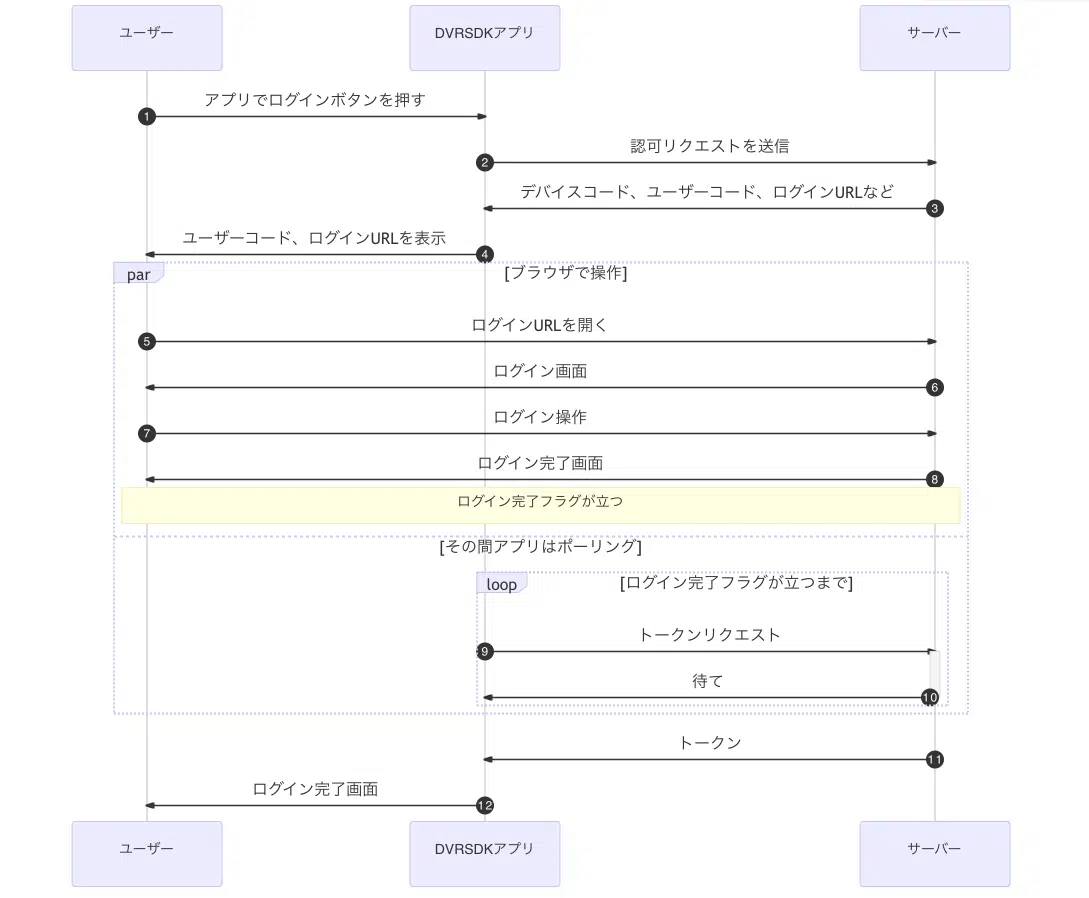 ユーザー
DVRSDKアプリ
サーバー
アプリでログインボタンを押す
1
認可リクエストを送信
2
デバイスコード、ユーザーコード、ログインURLなど
3
ユーザーコード、ログインURLを表示
4
par
[ブラウザで操作]
ログインURLを開く
5
ログイン画面
6
ログイン操作
7
ログイン完了画面
8
ログイン完了フラグが立つ
[その間アプリはポーリング]
loop
[ログイン完了フラグが立つまで]
トークンリクエスト
9
待て
10
トークン
11
ログイン完了画面
12
ユーザー
DVRSDKアプリ
サーバー